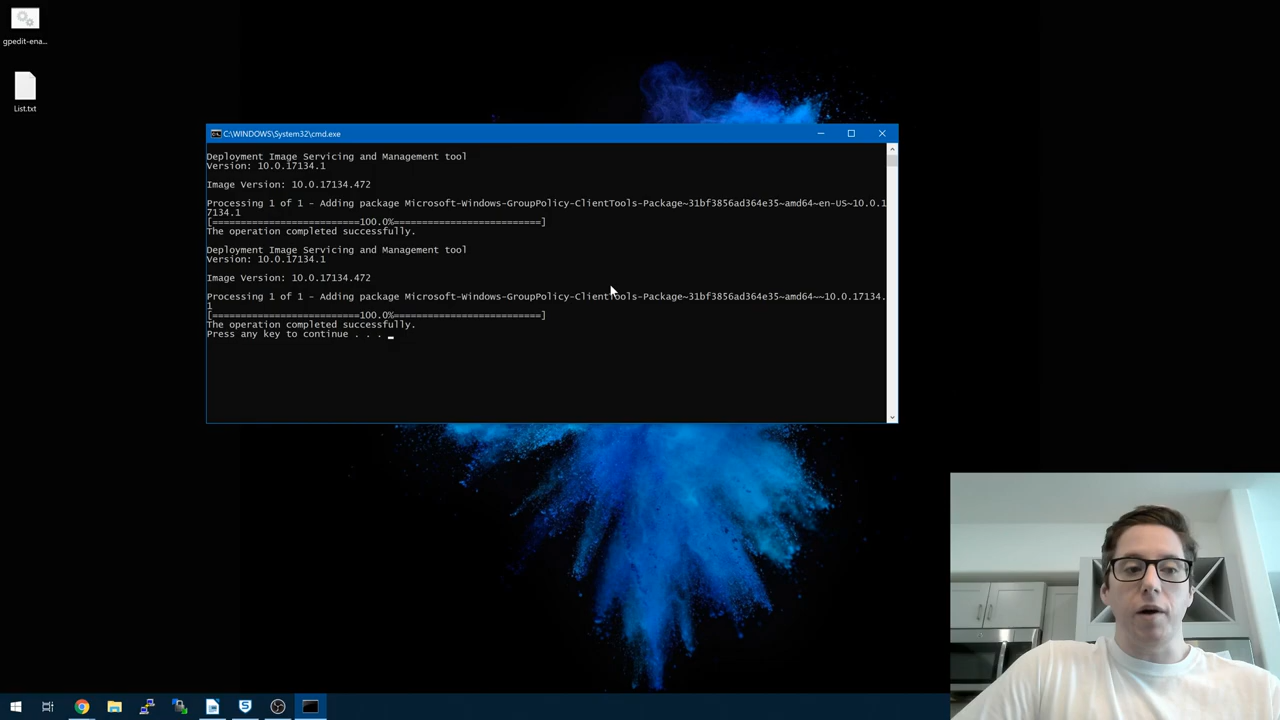 gpedit-ena...
List.txt
C:\WINDOWS\System32\cmd.exe
Deployment Image Servicing and Management tool
Version: 10.0.17134.1
Image Version: 10.0.17134.472
Processing 1 of 1 - Adding package Microsoft-Windows-GroupPolicy-ClientTools-Package~31bf3856ad364e35~amd64~en-US~10.0.1
7134.1
[==========================100.0%==========================]
The operation completed successfully.
Deployment Image Servicing and Management tool
Version: 10.0.17134.1
Image Version: 10.0.17134.472
Processing 1 of 1 - Adding package Microsoft-Windows-GroupPolicy-ClientTools-Package~31bf3856ad364e35~amd64~~10.0.17134.
1
[==========================100.0%==========================]
The operation completed successfully.
Press any key to continue . . .